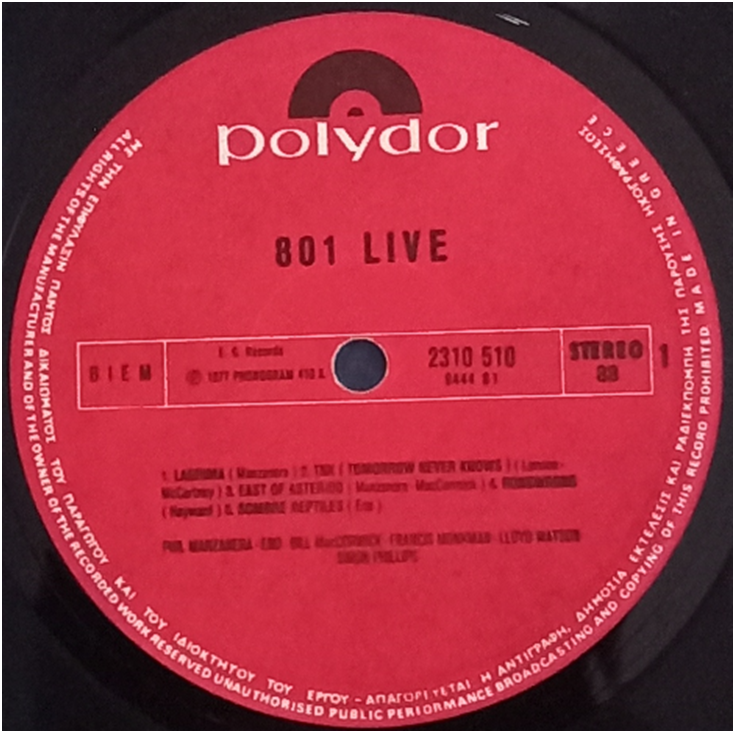 polydor
801 LIVE
BIEM
E. G. Records
℗ 1977 PHONOGRAM
2310 510
STEREO
33
1
1. LAGRIMA ( Manzanera ) 2. TNK ( TOMORROW NEVER KNOWS ) ( Lennon-
McCartney ) 3. EAST OF ASTEROID ( Manzanera- MacCormick ) 4. RONGWRONG
( Hayward ) 5. SOMBRE REPTILES ( Eno )
PHIL MANZANERA - ENO - BILL MacCORMICK - FRANCIS MONKMAN - LLOYD WATSON
SIMON PHILLIPS
ΜΕ ΤΗΝ ΕΠΙΦΥΛΑΞΙΝ ΠΑΝΤΟΣ ΔΙΚΑΙΩΜΑΤΟΣ ΤΟΥ ΠΑΡΑΓΩΓΟΥ ΚΑΙ ΤΟΥ ΙΔΙΟΚΤΗΤΟΥ ΤΟΥ ΕΡΓΟΥ - ΑΠΑΓΟΡΕΥΕΤΑΙ Η ΑΝΤΙΓΡΑΦΗ, ΔΗΜΟΣΙΑ ΕΚΤΕΛΕΣΙΣ ΚΑΙ ΡΑΔΙΕΚΠΟΜΠΗ ΤΗΣ ΠΑΡΟΥΣΗΣ ΗΧΟΓΡΑΦΗΣΕΩΣ
ALL RIGHTS OF THE MANUFACTURER AND OF THE OWNER OF THE RECORDED WORK RESERVED UNAUTHORISED PUBLIC PERFORMANCE BROADCASTING AND COPYING OF THIS RECORD PROHIBITED. MADE IN GREECE